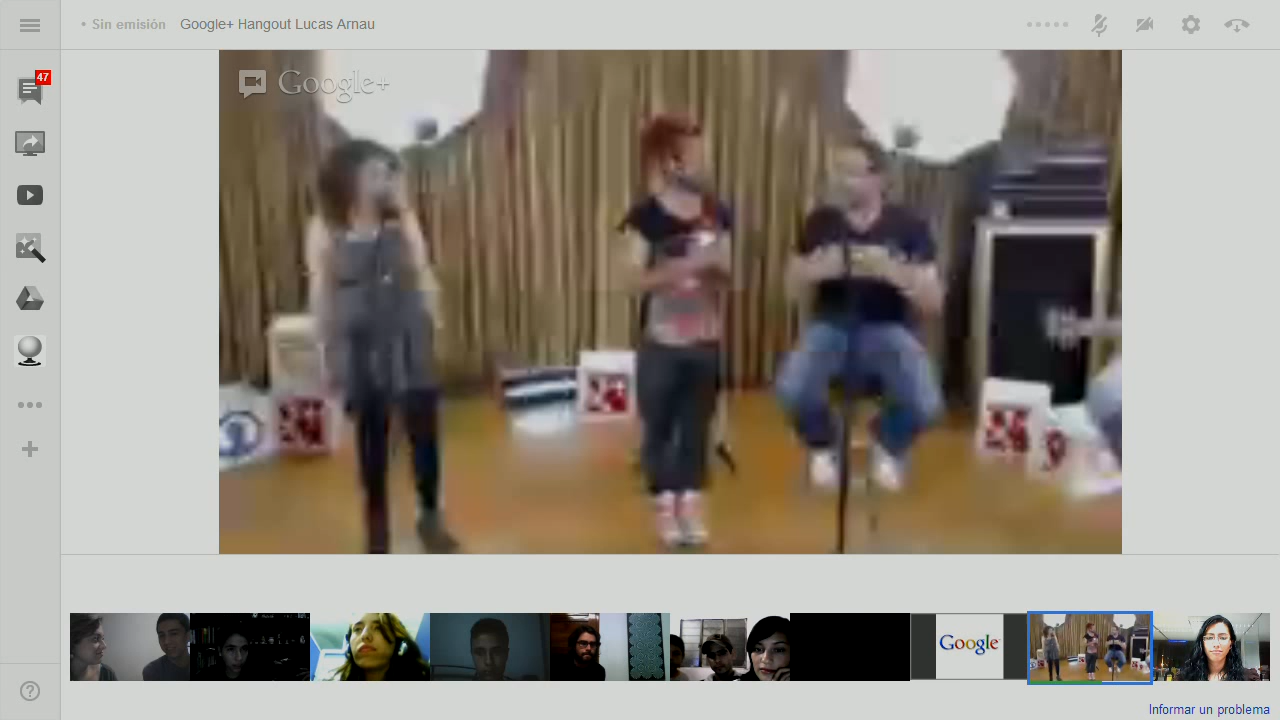 • Sin emisión Google+ Hangout Lucas Arnau
47
Google+
Google
Informar un problema